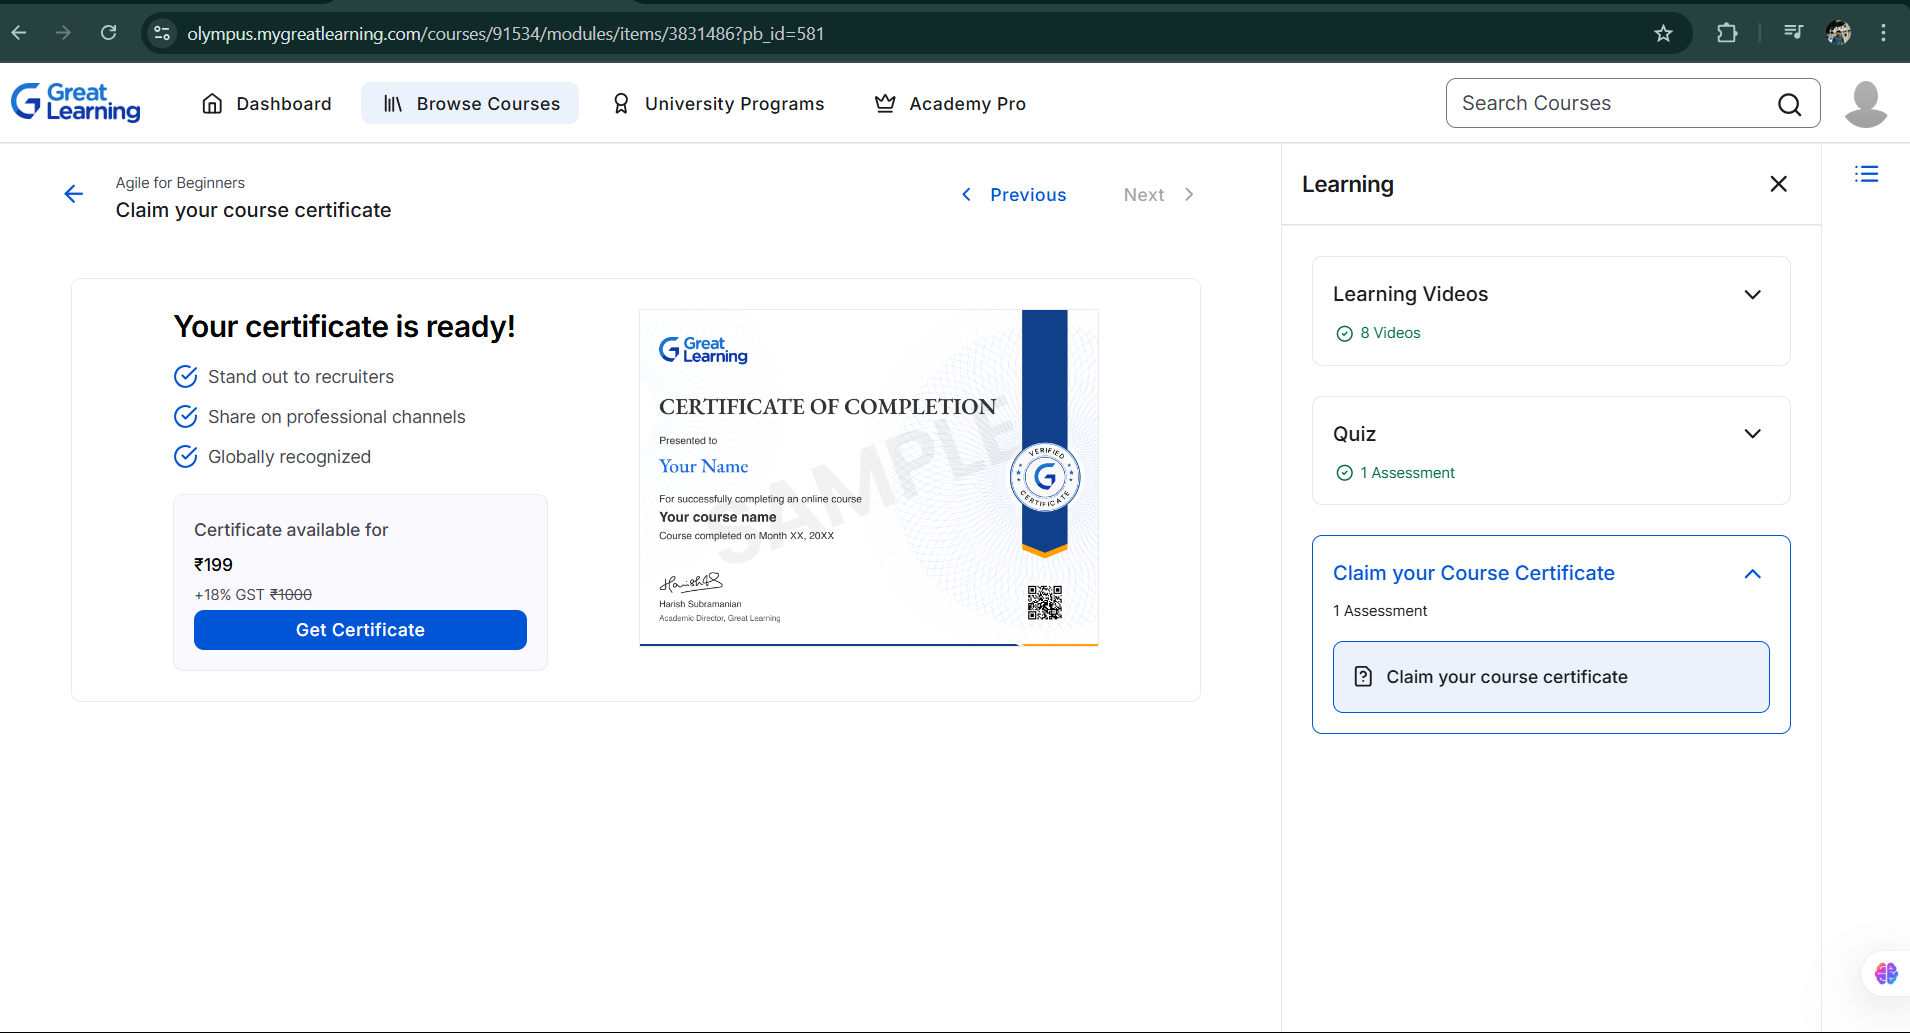 olympus.mygreatlearning.com/courses/91534/modules/items/3831486?pb_id=581
Great
Learning
Dashboard
Browse Courses
University Programs
Academy Pro
Search Courses
Agile for Beginners
Claim your course certificate
Previous
Next
Your certificate is ready!
Stand out to recruiters
Share on professional channels
Globally recognized
Certificate available for
₹199
+18% GST ₹1000
Get Certificate
Great
Learning
CERTIFICATE OF COMPLETION
Presented to
Your Name
For successfully completing an online course
Your course name
Course completed on Month XX, 20XX
SAMPLE
VERIFIED
CERTIFICATE
Harish Subramanian
Academic Director, Great Learning
Learning
Learning Videos
8 Videos
Quiz
1 Assessment
Claim your Course Certificate
1 Assessment
Claim your course certificate